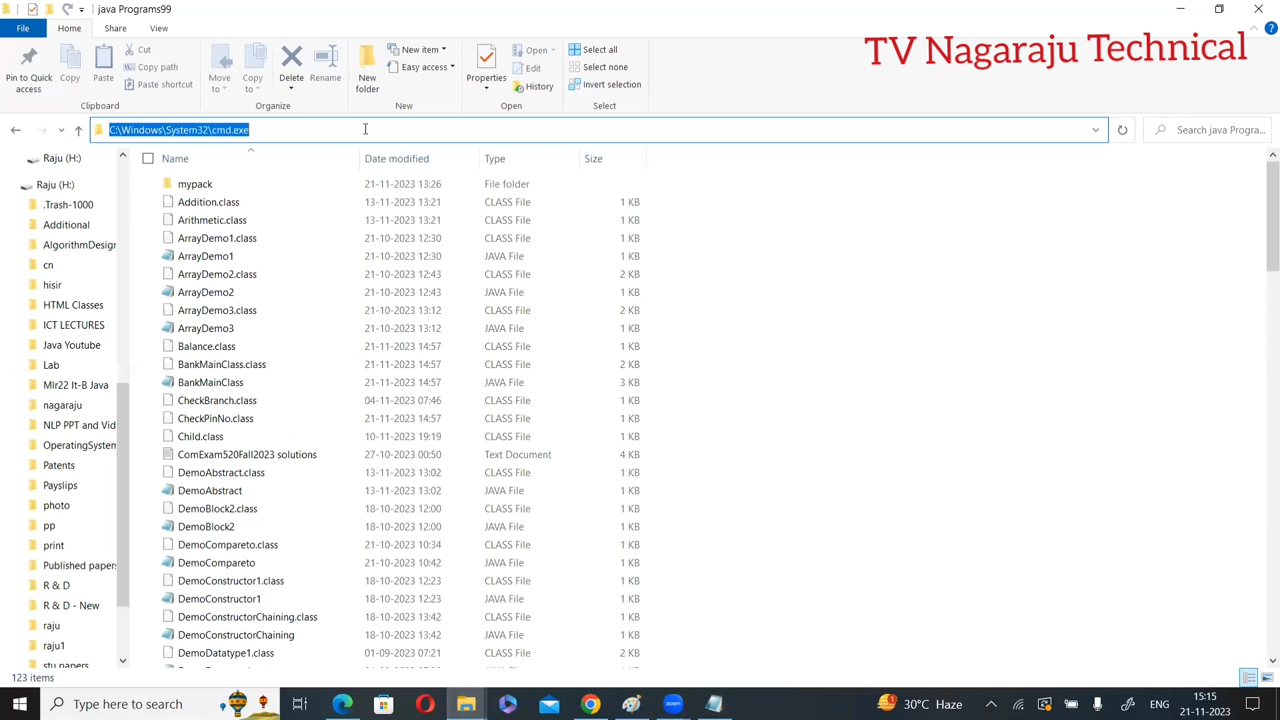 java Programs99
File
Home
Share
View
Pin to Quick access
Copy
Paste
Cut
Copy path
Paste shortcut
Clipboard
Move to
Copy to
Delete
Rename
Organize
New folder
New item
Easy access
New
Properties
Open
Edit
History
Open
Select all
Select none
Invert selection
Select
TV Nagaraju Technical
C:\Windows\System32\cmd.exe
Search java Progra...
Name
Date modified
Type
Size
Raju (H:)
Raju (H:)
.Trash-1000
Additional
AlgorithmDesign
cn
hisir
HTML Classes
ICT LECTURES
Java Youtube
Lab
Mlr22 It-B Java
nagaraju
NLP PPT and Vid
OperatingSystem
Patents
Payslips
photo
pp
print
Published papers
R & D
R & D - New
raju
raju1
stu papers
mypack 21-11-2023 13:26 File folder
Addition.class 13-11-2023 13:21 CLASS File 1 KB
Arithmetic.class 13-11-2023 13:21 CLASS File 1 KB
ArrayDemo1.class 21-10-2023 12:30 CLASS File 1 KB
ArrayDemo1 21-10-2023 12:30 JAVA File 1 KB
ArrayDemo2.class 21-10-2023 12:43 CLASS File 2 KB
ArrayDemo2 21-10-2023 12:43 JAVA File 1 KB
ArrayDemo3.class 21-10-2023 13:12 CLASS File 2 KB
ArrayDemo3 21-10-2023 13:12 JAVA File 1 KB
Balance.class 21-11-2023 14:57 CLASS File 1 KB
BankMainClass.class 21-11-2023 14:57 CLASS File 2 KB
BankMainClass 21-11-2023 14:57 JAVA File 3 KB
CheckBranch.class 04-11-2023 07:46 CLASS File 1 KB
CheckPinNo.class 21-11-2023 14:57 CLASS File 1 KB
Child.class 10-11-2023 19:19 CLASS File 1 KB
ComExam520Fall2023 solutions 27-10-2023 00:50 Text Document 4 KB
DemoAbstract.class 13-11-2023 13:02 CLASS File 1 KB
DemoAbstract 13-11-2023 13:02 JAVA File 1 KB
DemoBlock2.class 18-10-2023 12:00 CLASS File 1 KB
DemoBlock2 18-10-2023 12:00 JAVA File 1 KB
DemoCompareto.class 21-10-2023 10:34 CLASS File 1 KB
DemoCompareto 21-10-2023 10:42 JAVA File 1 KB
DemoConstructor1.class 18-10-2023 12:23 CLASS File 1 KB
DemoConstructor1 18-10-2023 12:23 JAVA File 1 KB
DemoConstructorChaining.class 18-10-2023 13:42 CLASS File 1 KB
DemoConstructorChaining 18-10-2023 13:42 JAVA File 1 KB
DemoDatatype1.class 01-09-2023 07:21 CLASS File 2 KB
123 items
Type here to search
zoom
30°C Haze
ENG
15:15
21-11-2023